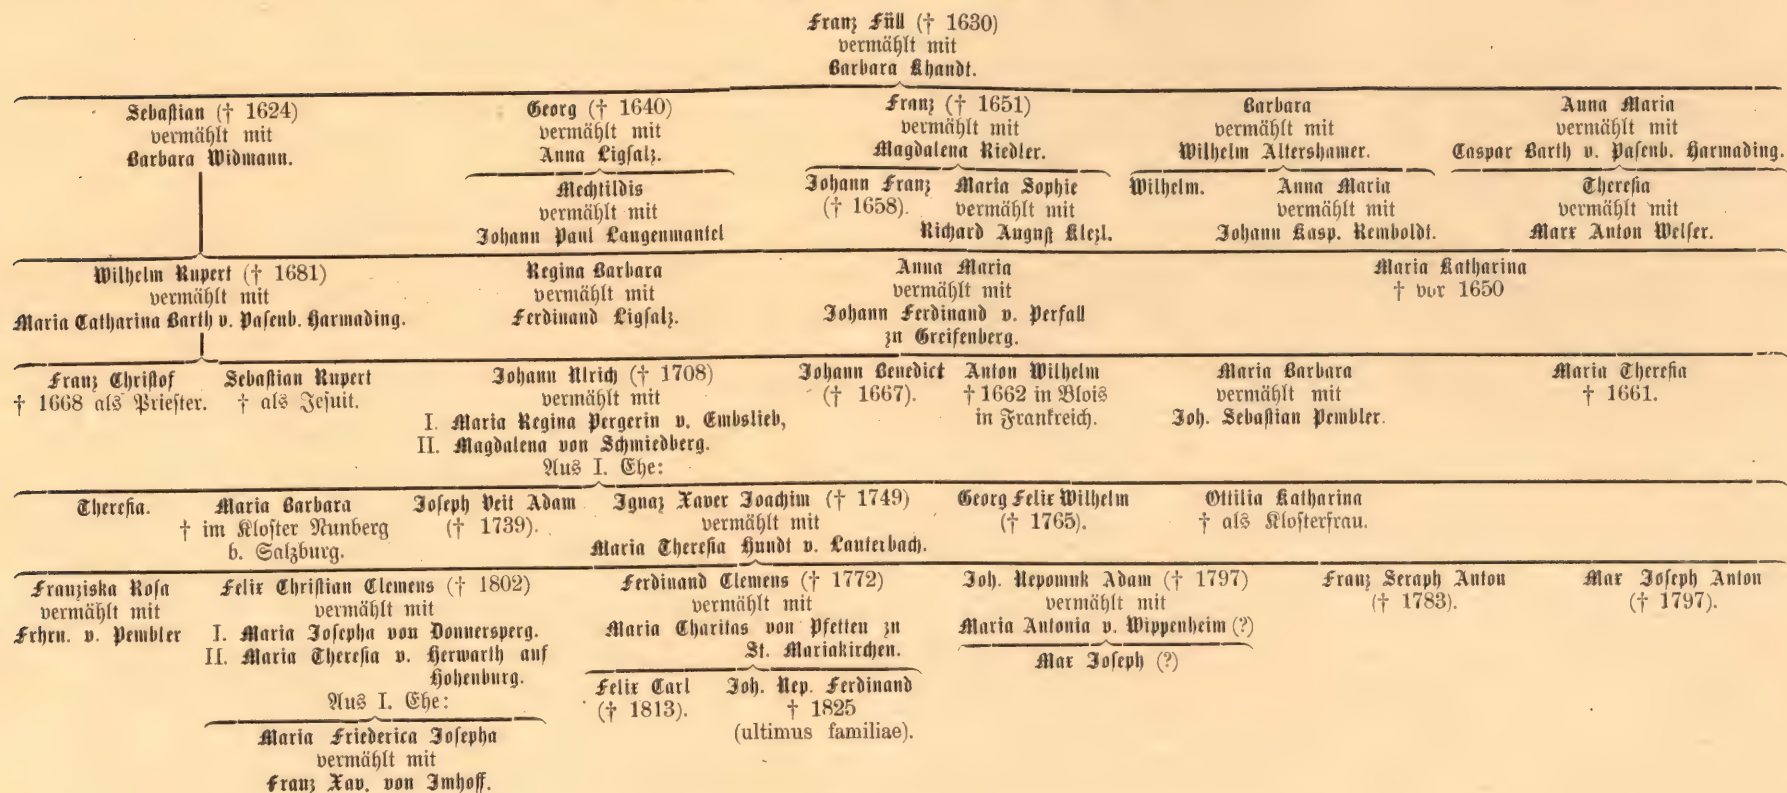 Franz Füll († 1630)
vermählt mit
Barbara Khandt.
Sebastian († 1624)
vermählt mit
Barbara Widmann.
Georg († 1640)
vermählt mit
Anna Ligsalz.
Franz († 1651)
vermählt mit
Magdalena Riedler.
Barbara
vermählt mit
Wilhelm Altershamer.
Anna Maria
vermählt mit
Caspar Barth v. Pasenb. Harmading.
Mechtildis
vermählt mit
Johann Paul Langenmantel
Johann Franz
(† 1658).
Maria Sophie
vermählt mit
Richard August Klezl.
Wilhelm.
Anna Maria
vermählt mit
Johann Kasp. Remboldt.
Theresia
vermählt mit
Marx Anton Welser.
Wilhelm Rupert († 1681)
vermählt mit
Maria Catharina Barth v. Pasenb. Harmading.
Regina Barbara
vermählt mit
Ferdinand Ligsalz.
Anna Maria
vermählt mit
Johann Ferdinand v. Perfall
zu Greifenberg.
Maria Katharina
† vor 1650
Franz Christof
† 1668 als Priester.
Sebastian Rupert
† als Jesuit.
Johann Ulrich († 1708)
vermählt mit
I. Maria Regina Pergerin v. Embslieb,
II. Magdalena von Schmiedberg.
Aus I. Ehe:
Johann Benedict
(† 1667).
Anton Wilhelm
† 1662 in Blois
in Frankreich.
Maria Barbara
vermählt mit
Joh. Sebastian Pembler.
Maria Theresia
† 1661.
Theresia.
Maria Barbara
† im Kloster Nunberg
b. Salzburg.
Joseph Veit Adam
(† 1739).
Ignaz Xaver Joachim († 1749)
vermählt mit
Maria Theresia Hundt v. Lauterbach.
Georg Felix Wilhelm
(† 1765).
Ottilia Katharina
† als Klosterfrau.
Franziska Rosa
vermählt mit
Frhrn. v. Pembler
Felix Christian Clemens († 1802)
vermählt mit
I. Maria Josepha von Donnersperg.
II. Maria Theresia v. Herwarth auf
Hohenburg.
Aus I. Ehe:
Ferdinand Clemens († 1772)
vermählt mit
Maria Charitas von Pfetten zu
St. Mariakirchen.
Joh. Nepomuk Adam († 1797)
vermählt mit
Maria Antonia v. Wippenheim (?)
Franz Seraph Anton
(† 1783).
Max Joseph Anton
(† 1797).
Maria Friederica Josepha
vermählt mit
Franz Xav. von Imhoff.
Felix Carl
(† 1813).
Joh. Nep. Ferdinand
† 1825
(ultimus familiae).
Max Joseph (?)